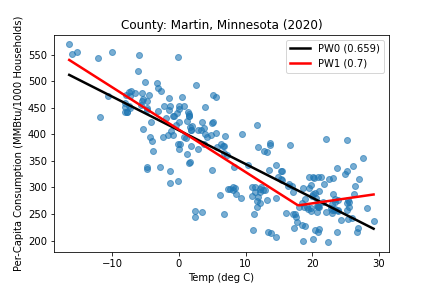 County: Martin, Minnesota (2020)
PW0 (0.659)
PW1 (0.7)
Per-Capita Consumption (MMBtu/1000 Households)
550
500
450
400
350
300
250
200
−10
0
10
20
30
Temp (deg C)